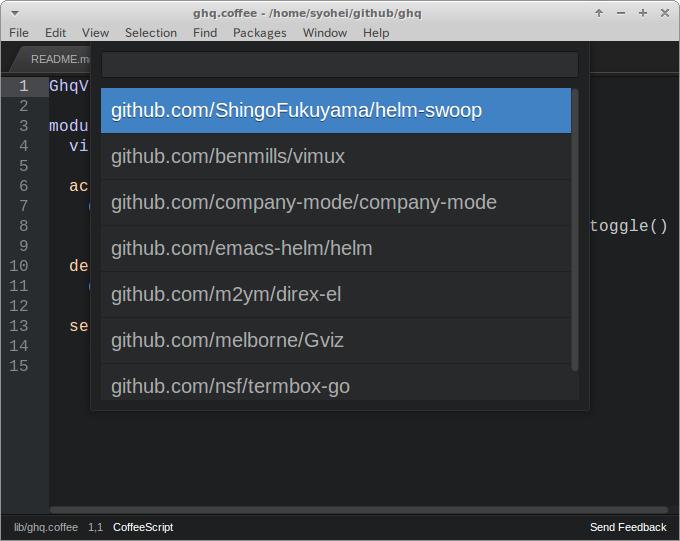 ghq.coffee - /home/syohei/github/ghq
File Edit View Selection Find Packages Window Help
README.m
1 GhqV
2
3 modu
4 vi
5
6 ac
7
8 toggle()
9
10 de
11
12
13 se
14
15
github.com/ShingoFukuyama/helm-swoop
github.com/benmills/vimux
github.com/company-mode/company-mode
github.com/emacs-helm/helm
github.com/m2ym/direx-el
github.com/melborne/Gviz
github.com/nsf/termbox-go
lib/ghq.coffee 1,1 CoffeeScript Send Feedback